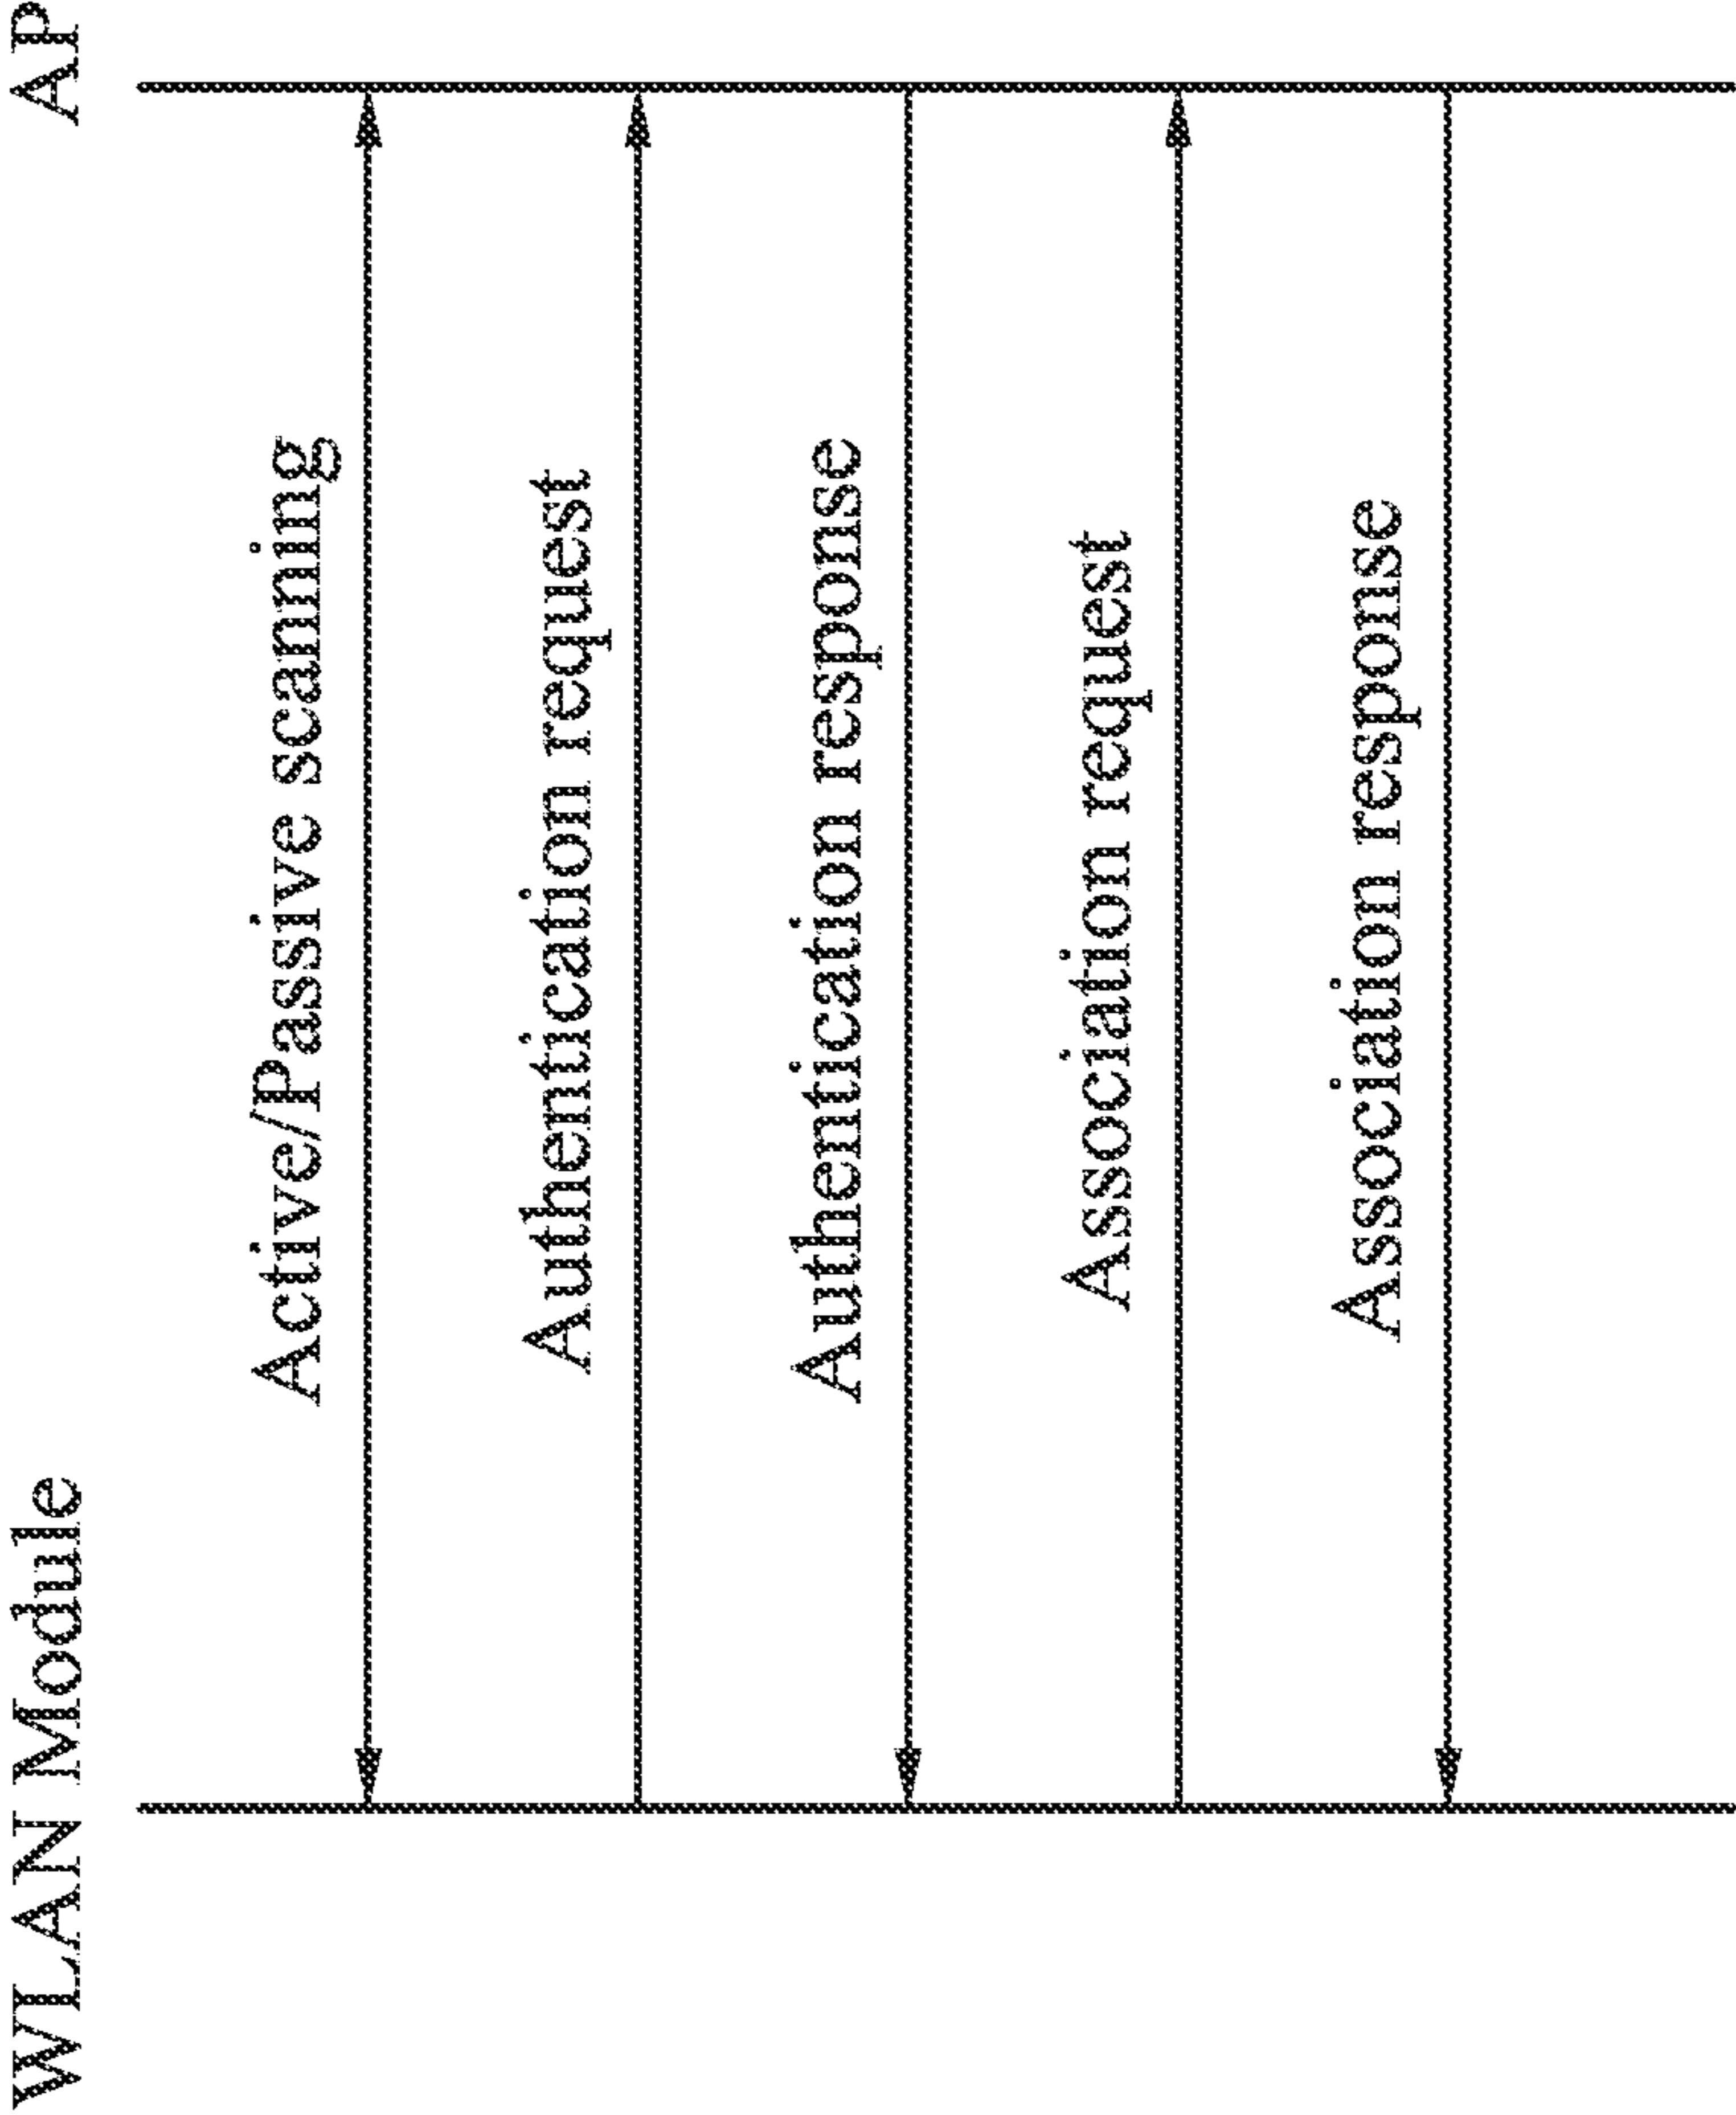 WLAN Module
AP
Active/Passive scanning
Authentication request
Authentication response
Association request
Association response